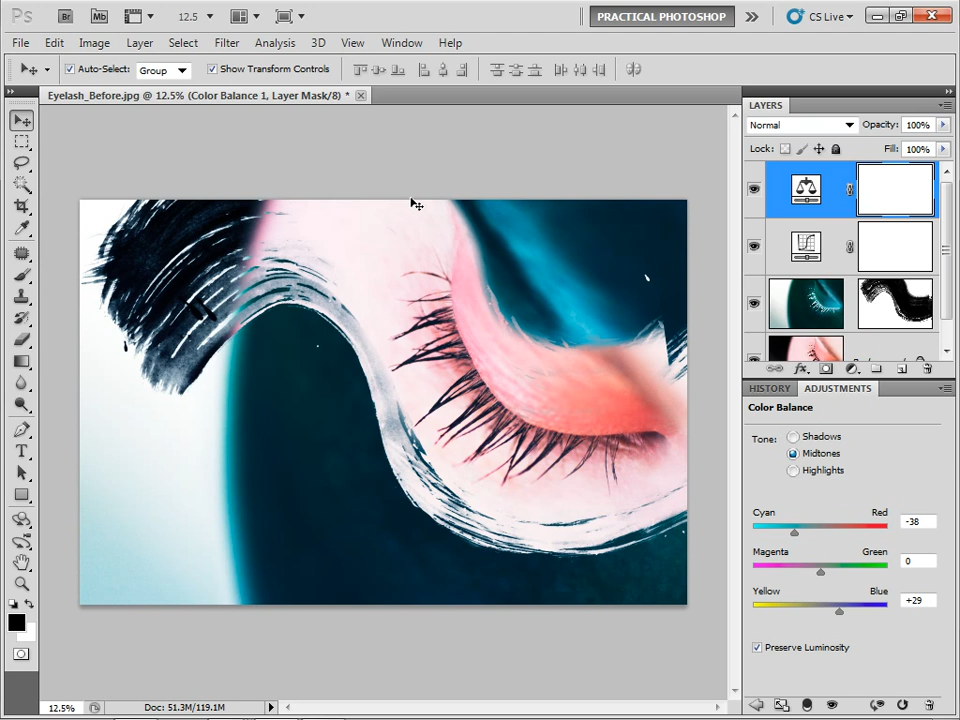 Ps Br Mb 12.5 PRACTICAL PHOTOSHOP CS Live
File Edit Image Layer Select Filter Analysis 3D View Window Help
Auto-Select: Group Show Transform Controls
Eyelash_Before.jpg @ 12.5% (Color Balance 1, Layer Mask/8) *
LAYERS
Normal Opacity: 100%
Lock: Fill: 100%
HISTORY ADJUSTMENTS
Color Balance
Tone: Shadows
Midtones
Highlights
Cyan Red -38
Magenta Green 0
Yellow Blue +29
Preserve Luminosity
12.5% Doc: 51.3M/119.1M